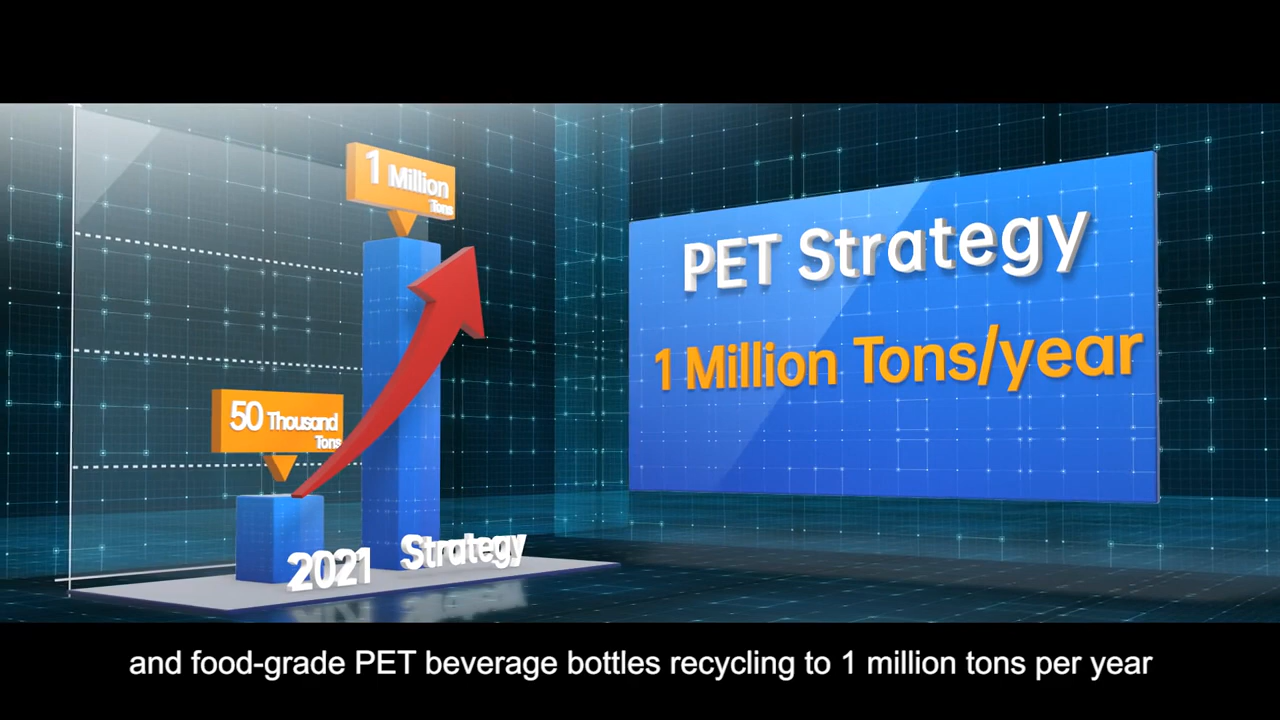 1 Million
Tons
50 Thousand
Tons
2021 Strategy
PET Strategy
1 Million Tons/year
and food-grade PET beverage bottles recycling to 1 million tons per year